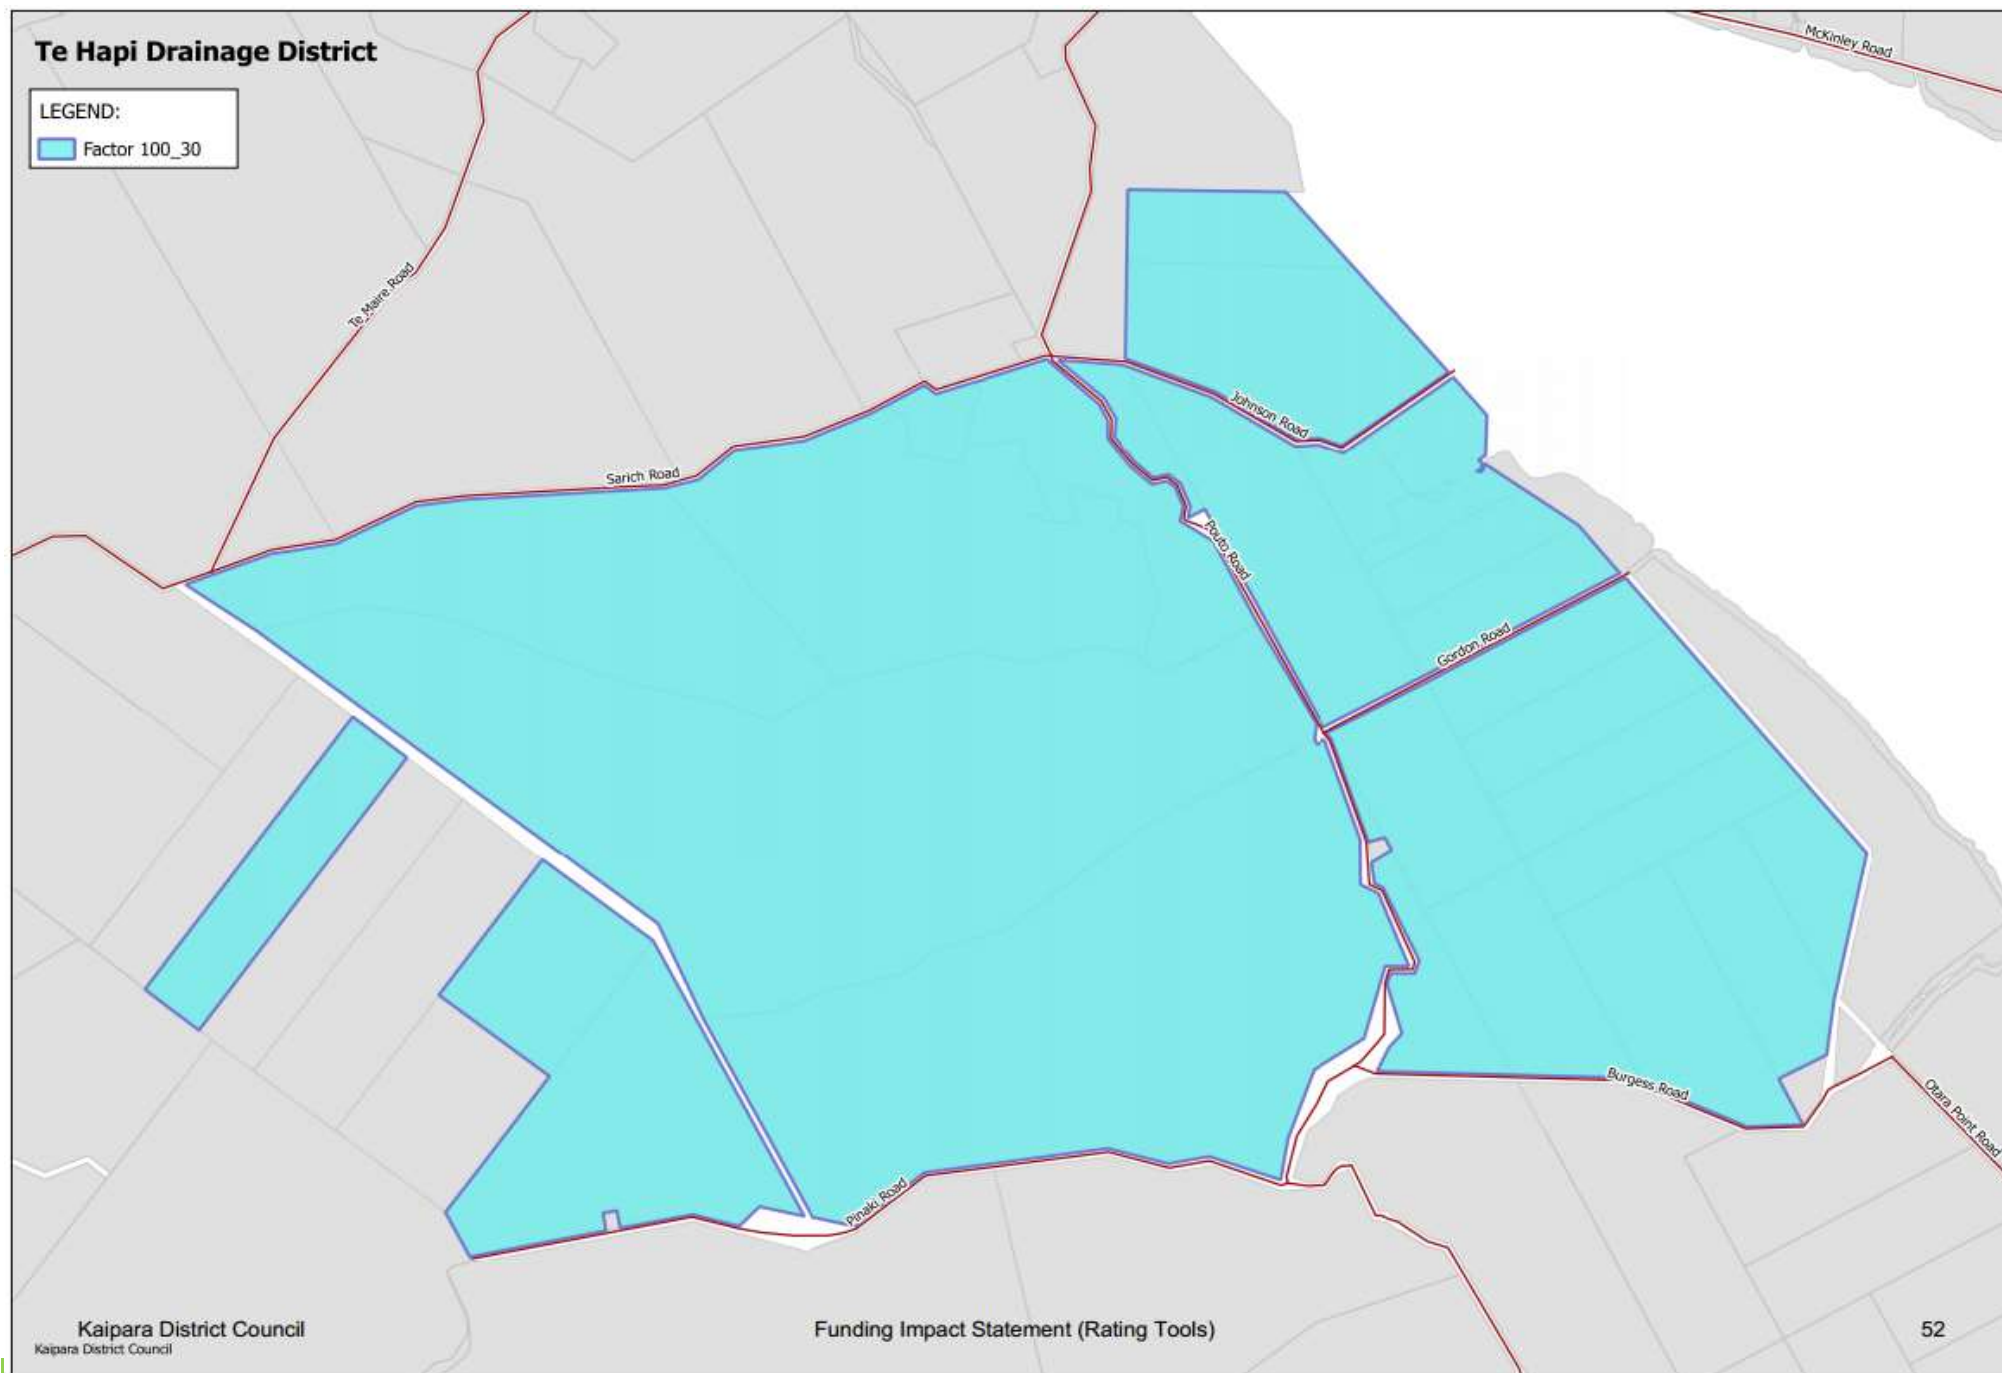 Te Hapi Drainage District
LEGEND:
Factor 100_30
McKinley Road
Te Maire Road
Johnson Road
Sarich Road
Pouto Road
Gordon Road
Burgess Road
Otara Point Road
Pinaki Road
Kaipara District Council
Funding Impact Statement (Rating Tools)
52
Kaipara District Council